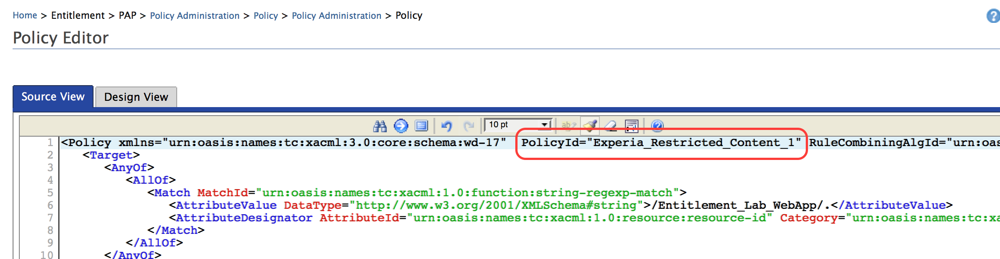 Home > Entitlement > PAP > Policy Administration > Policy > Policy Administration > Policy
Policy Editor
Source View Design View
10 pt
1 <Policy xmlns="urn:oasis:names:tc:xacml:3.0:core:schema:wd-17" PolicyId="Experia_Restricted_Content_1" RuleCombiningAlgId="urn:oas
2 <Target>
3 <AnyOf>
4 <AllOf>
5 <Match MatchId="urn:oasis:names:tc:xacml:1.0:function:string-regexp-match">
6 <AttributeValue DataType="http://www.w3.org/2001/XMLSchema#string">/Entitlement_Lab_WebApp/.</AttributeValue>
7 <AttributeDesignator AttributeId="urn:oasis:names:tc:xacml:1.0:resource:resource-id" Category="urn:oasis:names:tc:xa
8 </Match>
9 </AllOf>
10 </AnyOf>